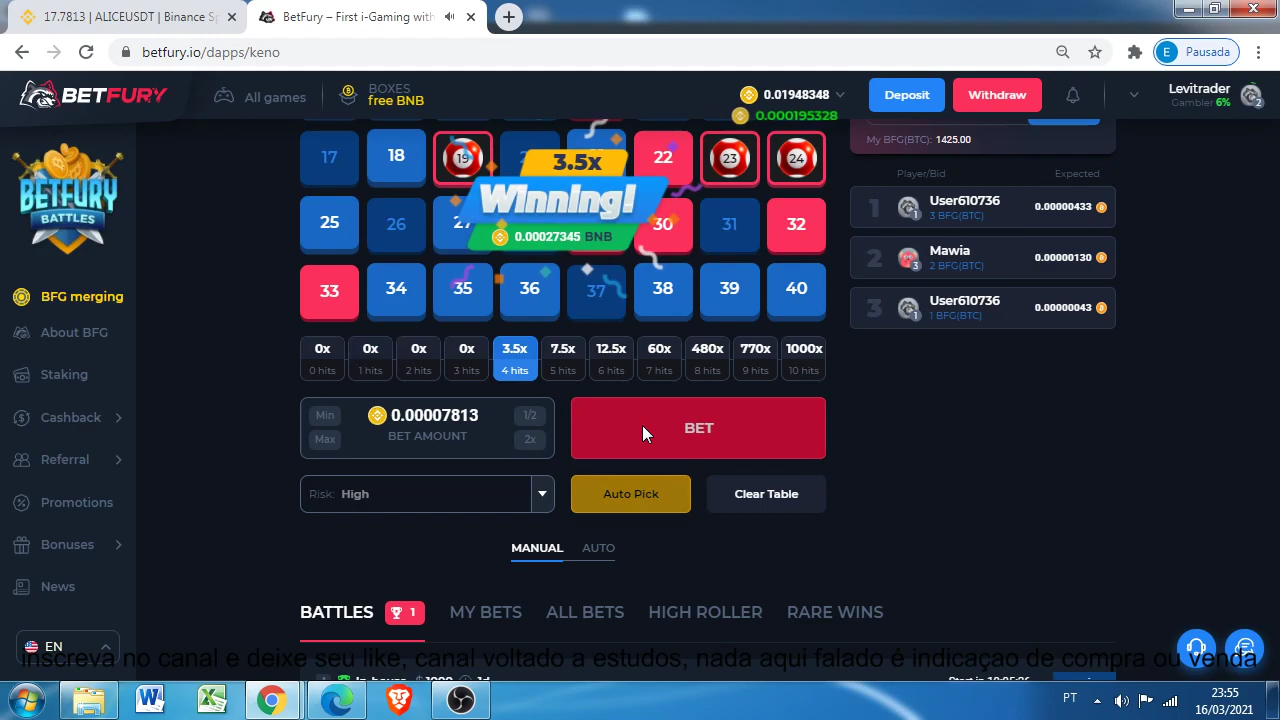 17.7813 | ALICEUSDT | Binance Sp
BetFury – First i-Gaming with
betfury.io/dapps/keno
E Pausada
BETFURY
All games
BOXES
free BNB
0.01948348
0.000195328
Deposit
Withdraw
Levitrader
Gambler 6%
2
BETFURY
BATTLES
BFG merging
About BFG
Staking
Cashback
Referral
Promotions
Bonuses
News
EN
17 18 19 22 23 24
25 26 27 30 31 32
33 34 35 36 37 38 39 40
3.5x
Winning!
0.00027345 BNB
0x 0x 0x 0x 3.5x 7.5x 12.5x 60x 480x 770x 1000x
0 hits 1 hits 2 hits 3 hits 4 hits 5 hits 6 hits 7 hits 8 hits 9 hits 10 hits
Min 0.00007813 1/2
Max BET AMOUNT 2x
BET
Risk: High
Auto Pick
Clear Table
MANUAL AUTO
BATTLES 1 MY BETS ALL BETS HIGH ROLLER RARE WINS
My BFG(BTC): 1425.00
Player/Bid Expected
1 1 User610736 0.00000433
3 BFG(BTC)
2 3 Mawia 0.00000130
2 BFG(BTC)
3 1 User610736 0.00000043
1 BFG(BTC)
inscreva no canal e deixe seu like, canal voltado a estudos, nada aqui falado é indicaçao de compra ou venda
PT
23:55
16/03/2021